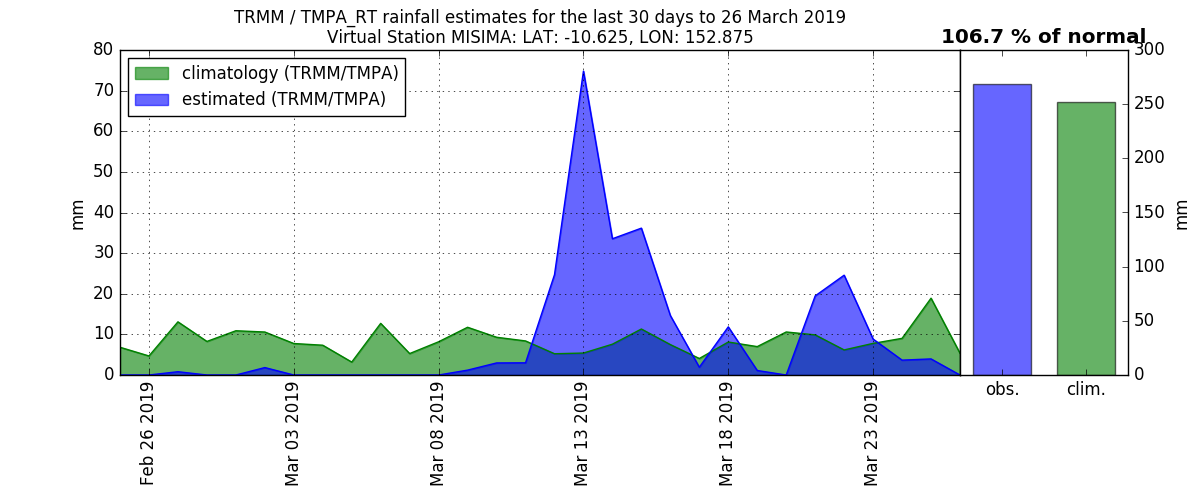 TRMM / TMPA_RT rainfall estimates for the last 30 days to 26 March 2019
Virtual Station MISIMA: LAT: -10.625, LON: 152.875
106.7 % of normal
climatology (TRMM/TMPA)
estimated (TRMM/TMPA)
80
70
60
50
40
30
20
10
0
mm
Feb 26 2019
Mar 03 2019
Mar 08 2019
Mar 13 2019
Mar 18 2019
Mar 23 2019
obs.
clim.
300
250
200
150
100
50
0
mm